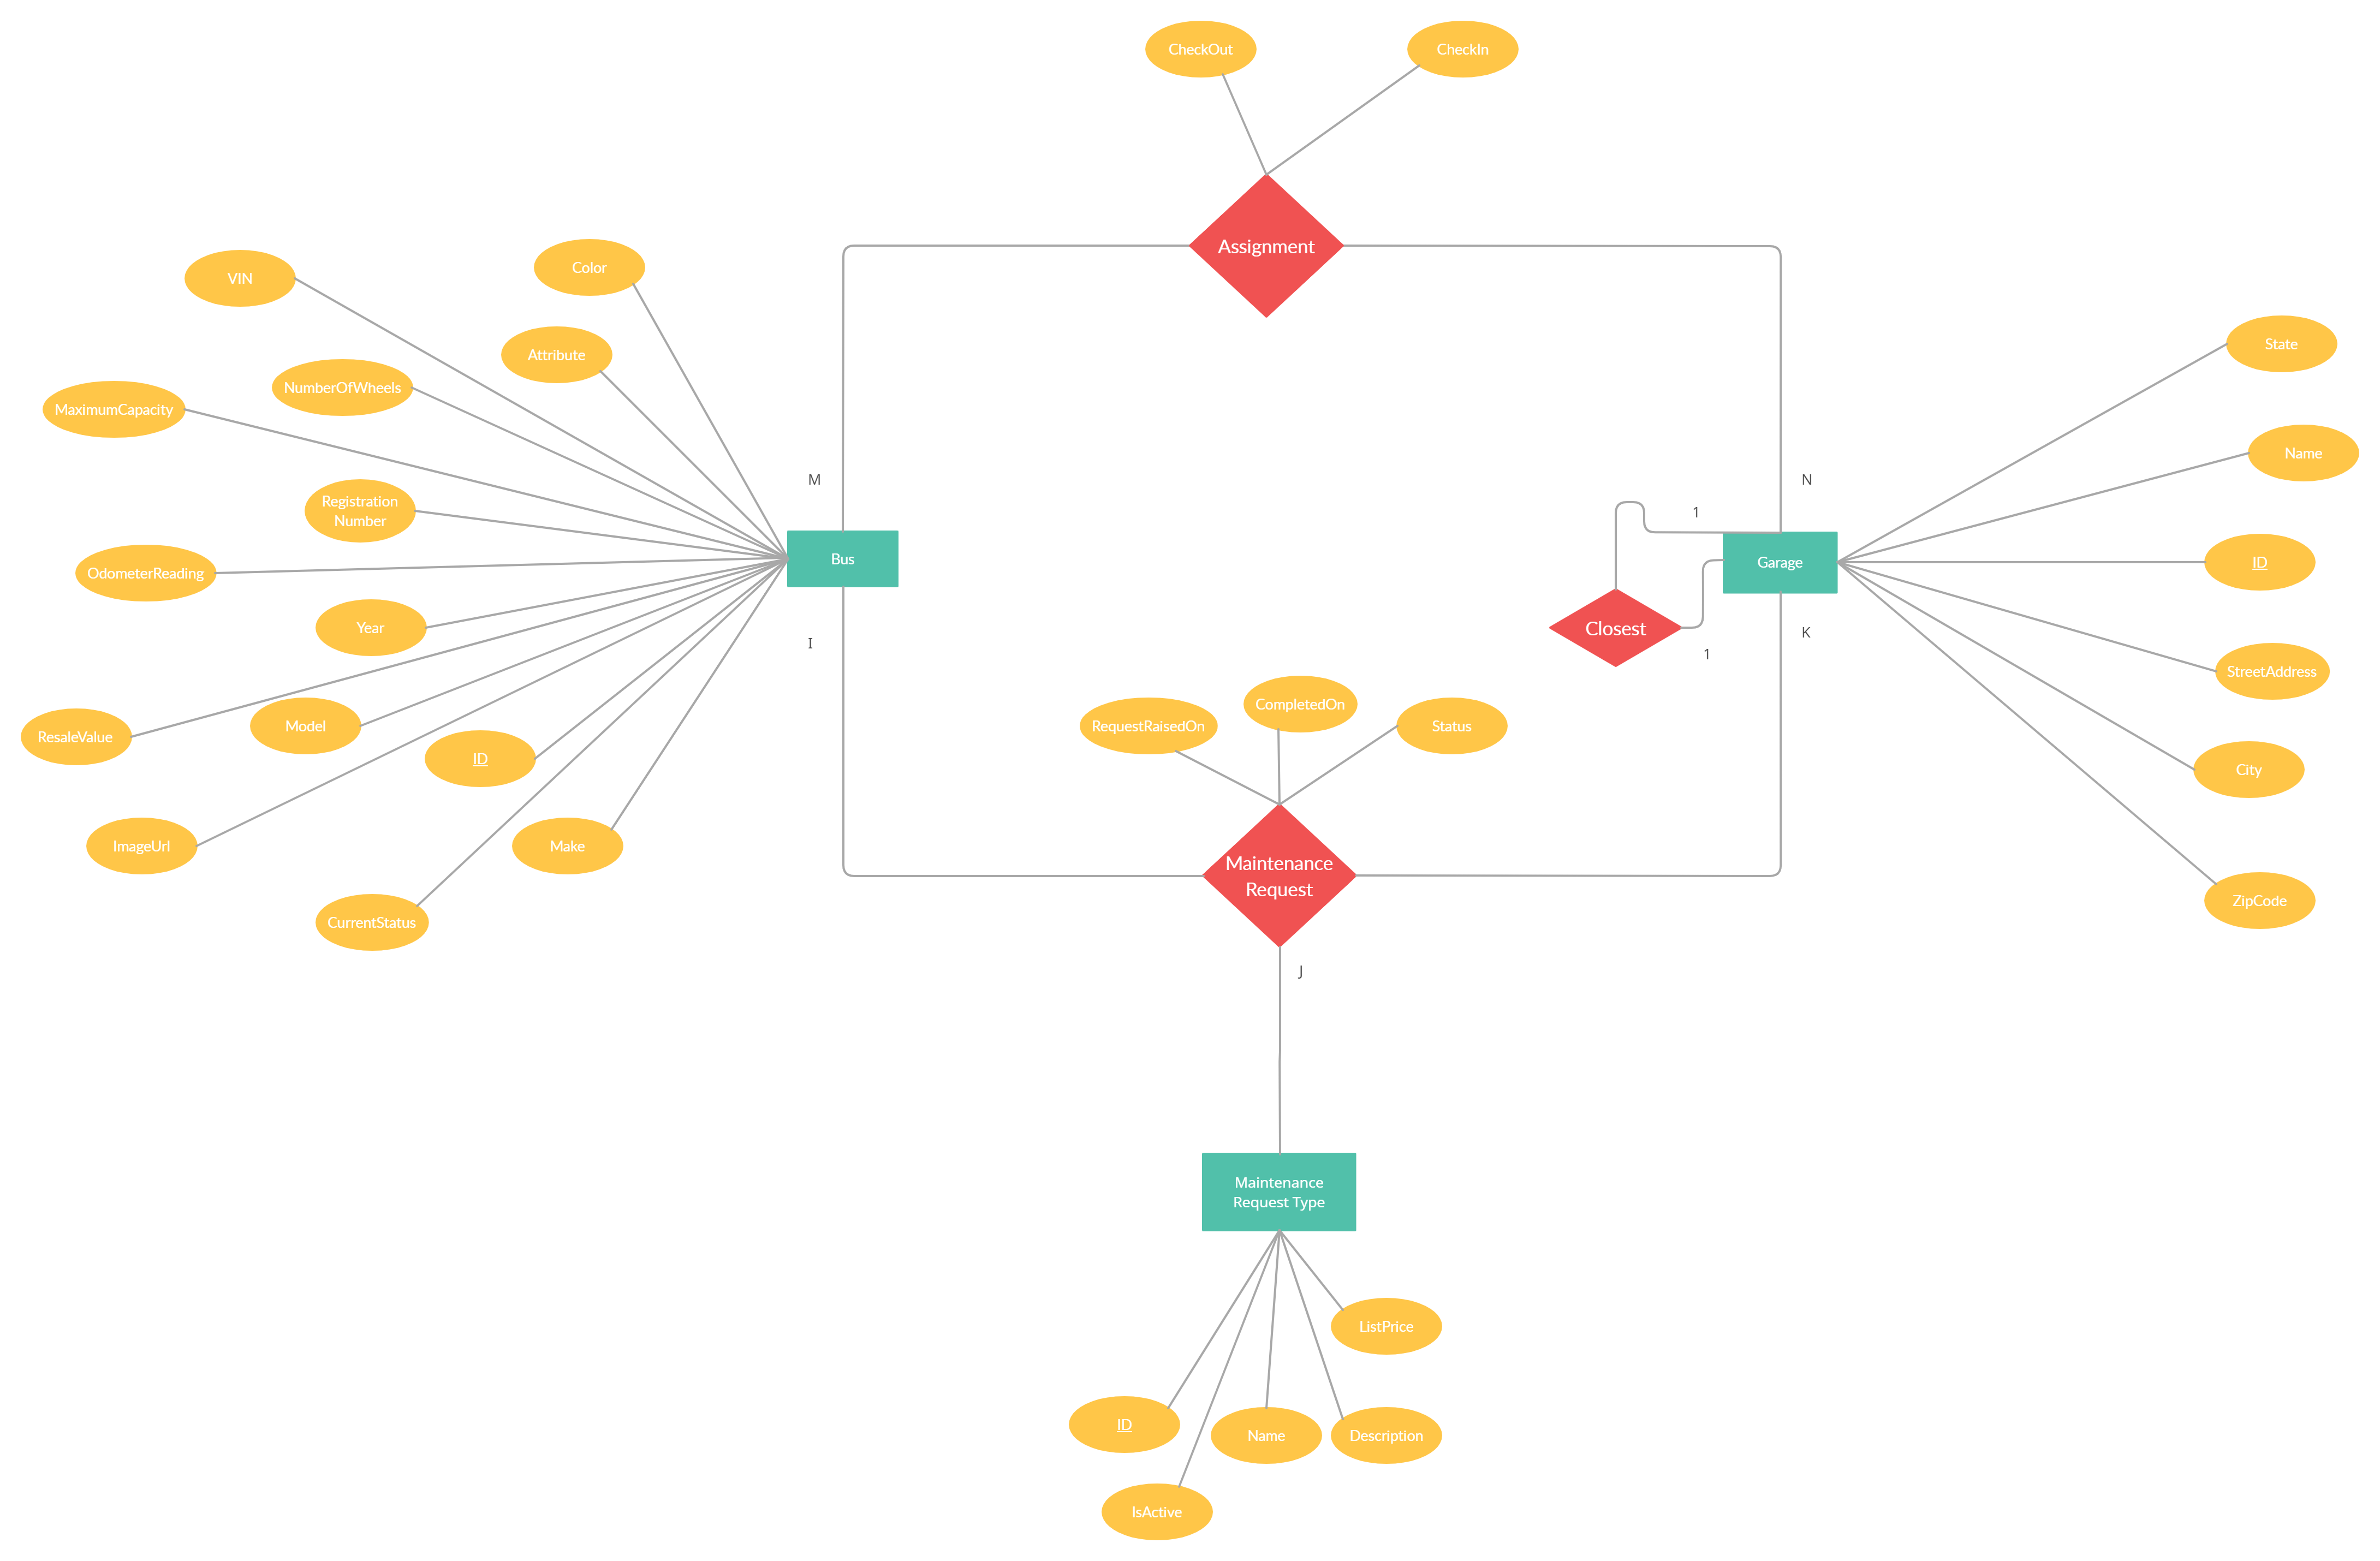 CheckOut
CheckIn
Assignment
Color
VIN
State
Attribute
NumberOfWheels
MaximumCapacity
Name
M
N
Registration
Number
1
Bus
Garage
ID
OdometerReading
Year
Closest
K
I
1
StreetAddress
CompletedOn
RequestRaisedOn
Status
Model
ResaleValue
ID
City
ImageUrl
Make
Maintenance
Request
ZipCode
CurrentStatus
J
Maintenance
Request Type
ListPrice
ID
Name
Description
IsActive